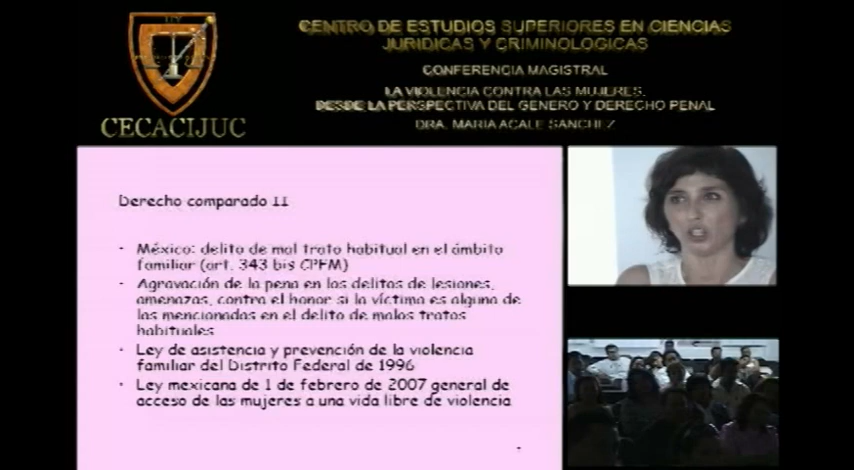 CECACIJUC
CENTRO DE ESTUDIOS SUPERIORES EN CIENCIAS
JURIDICAS Y CRIMINOLOGICAS
CONFERENCIA MAGISTRAL
LA VIOLENCIA CONTRA LAS MUJERES.
DESDE LA PERSPECTIVA DEL GENERO Y DERECHO PENAL
DRA. MARIA ACALE SANCHEZ
Derecho comparado II
- México: delito de mal trato habitual en el ámbito
familiar (art. 343 bis CPFM)
- Agravación de la pena en los delitos de lesiones,
amenazas, contra el honor si la víctima es alguna de
las mencionadas en el delito de malos tratos
habituales
- Ley de asistencia y prevención de la violencia
familiar del Distrito Federal de 1996
- Ley mexicana de 1 de febrero de 2007 general de
acceso de las mujeres a una vida libre de violencia